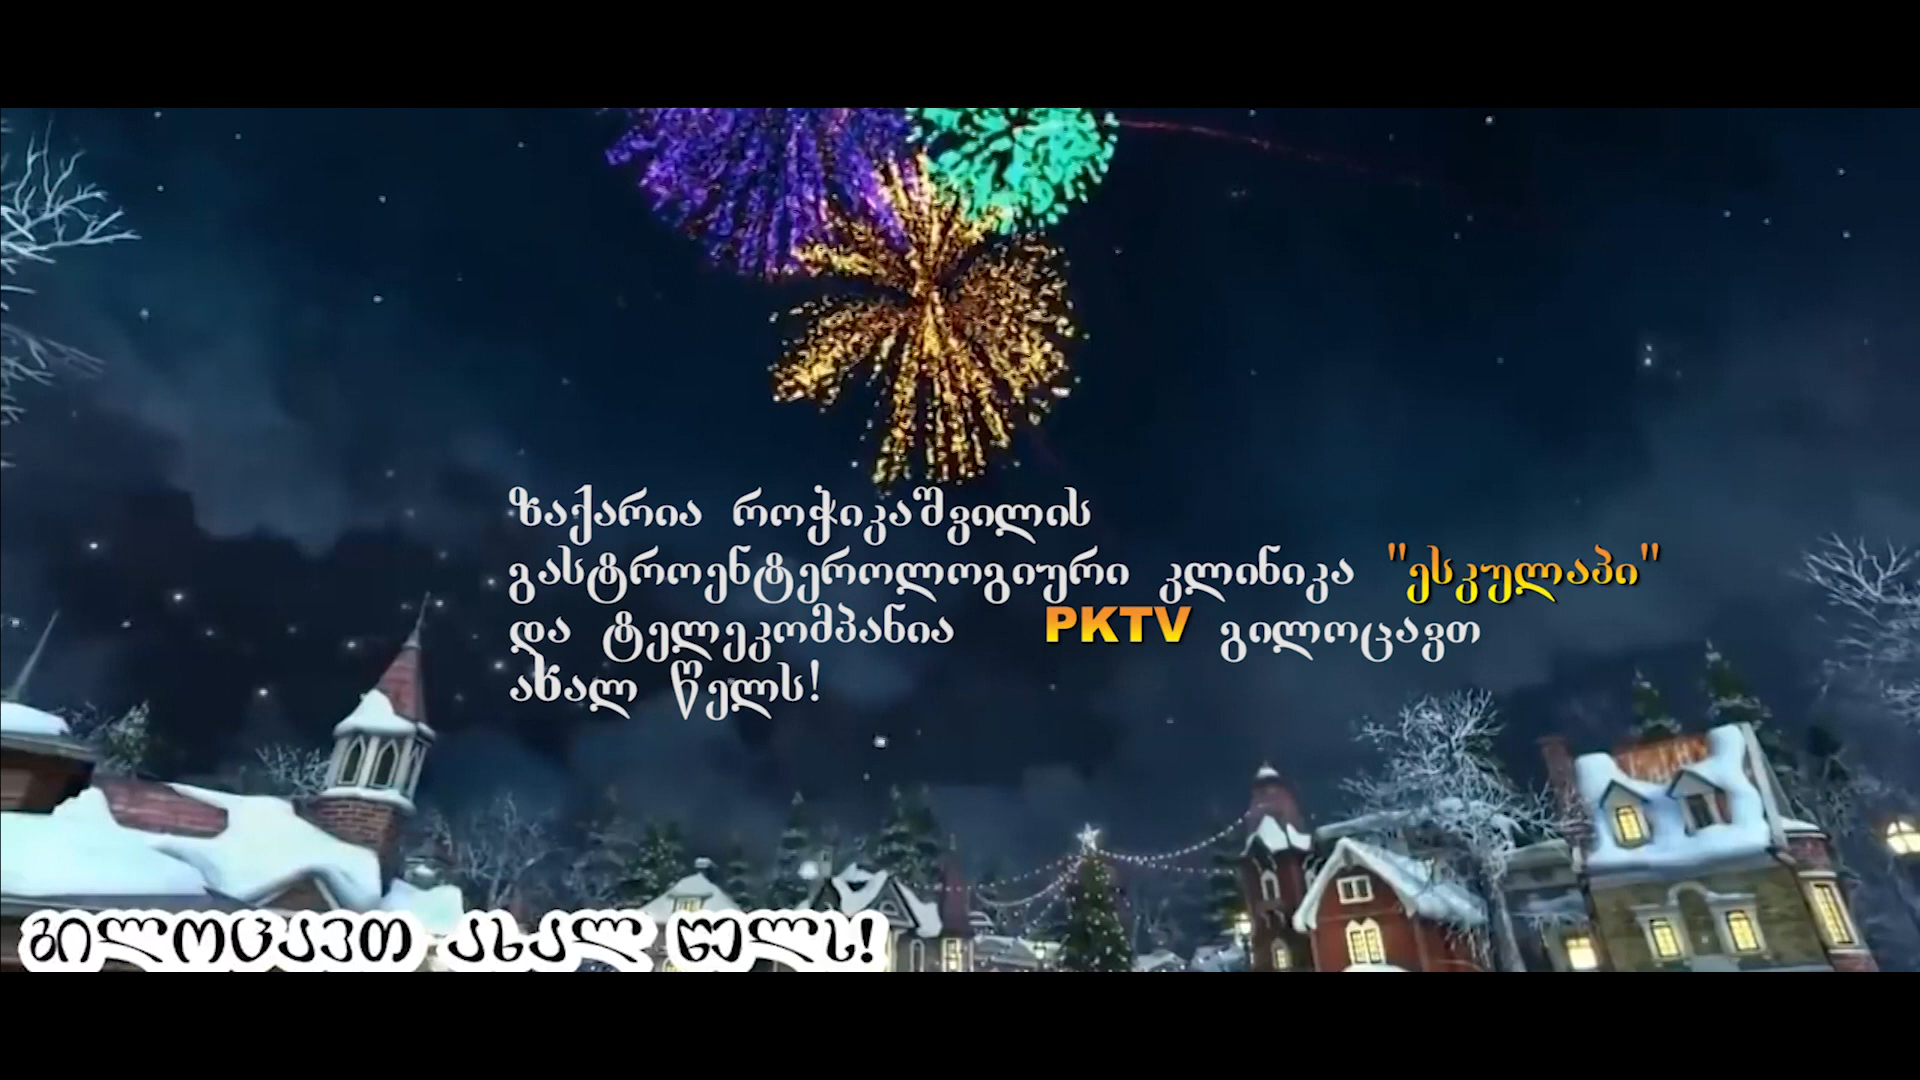 ზაქარია როჭიკაშვილის
გასტროენტეროლოგიური კლინიკა "ესკულაპი"
და ტელეკომპანია PKTV გილოცავთ
ახალ წელს!
გილოცავთ ახალ წელს!